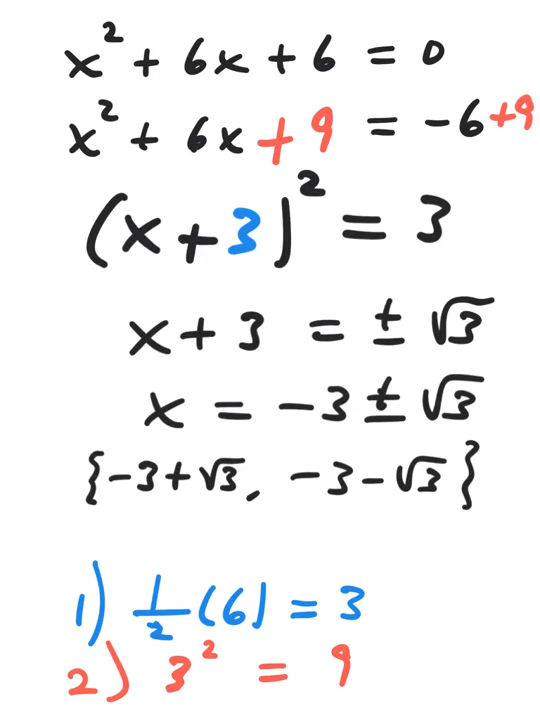 x² + 6x + 6 = 0
x² + 6x + 9 = -6 + 9
(x + 3)² = 3
x + 3 = ± √3
x = -3 ± √3
{-3 + √3, -3 - √3}
1) 1/2 (6) = 3
2) 3² = 9